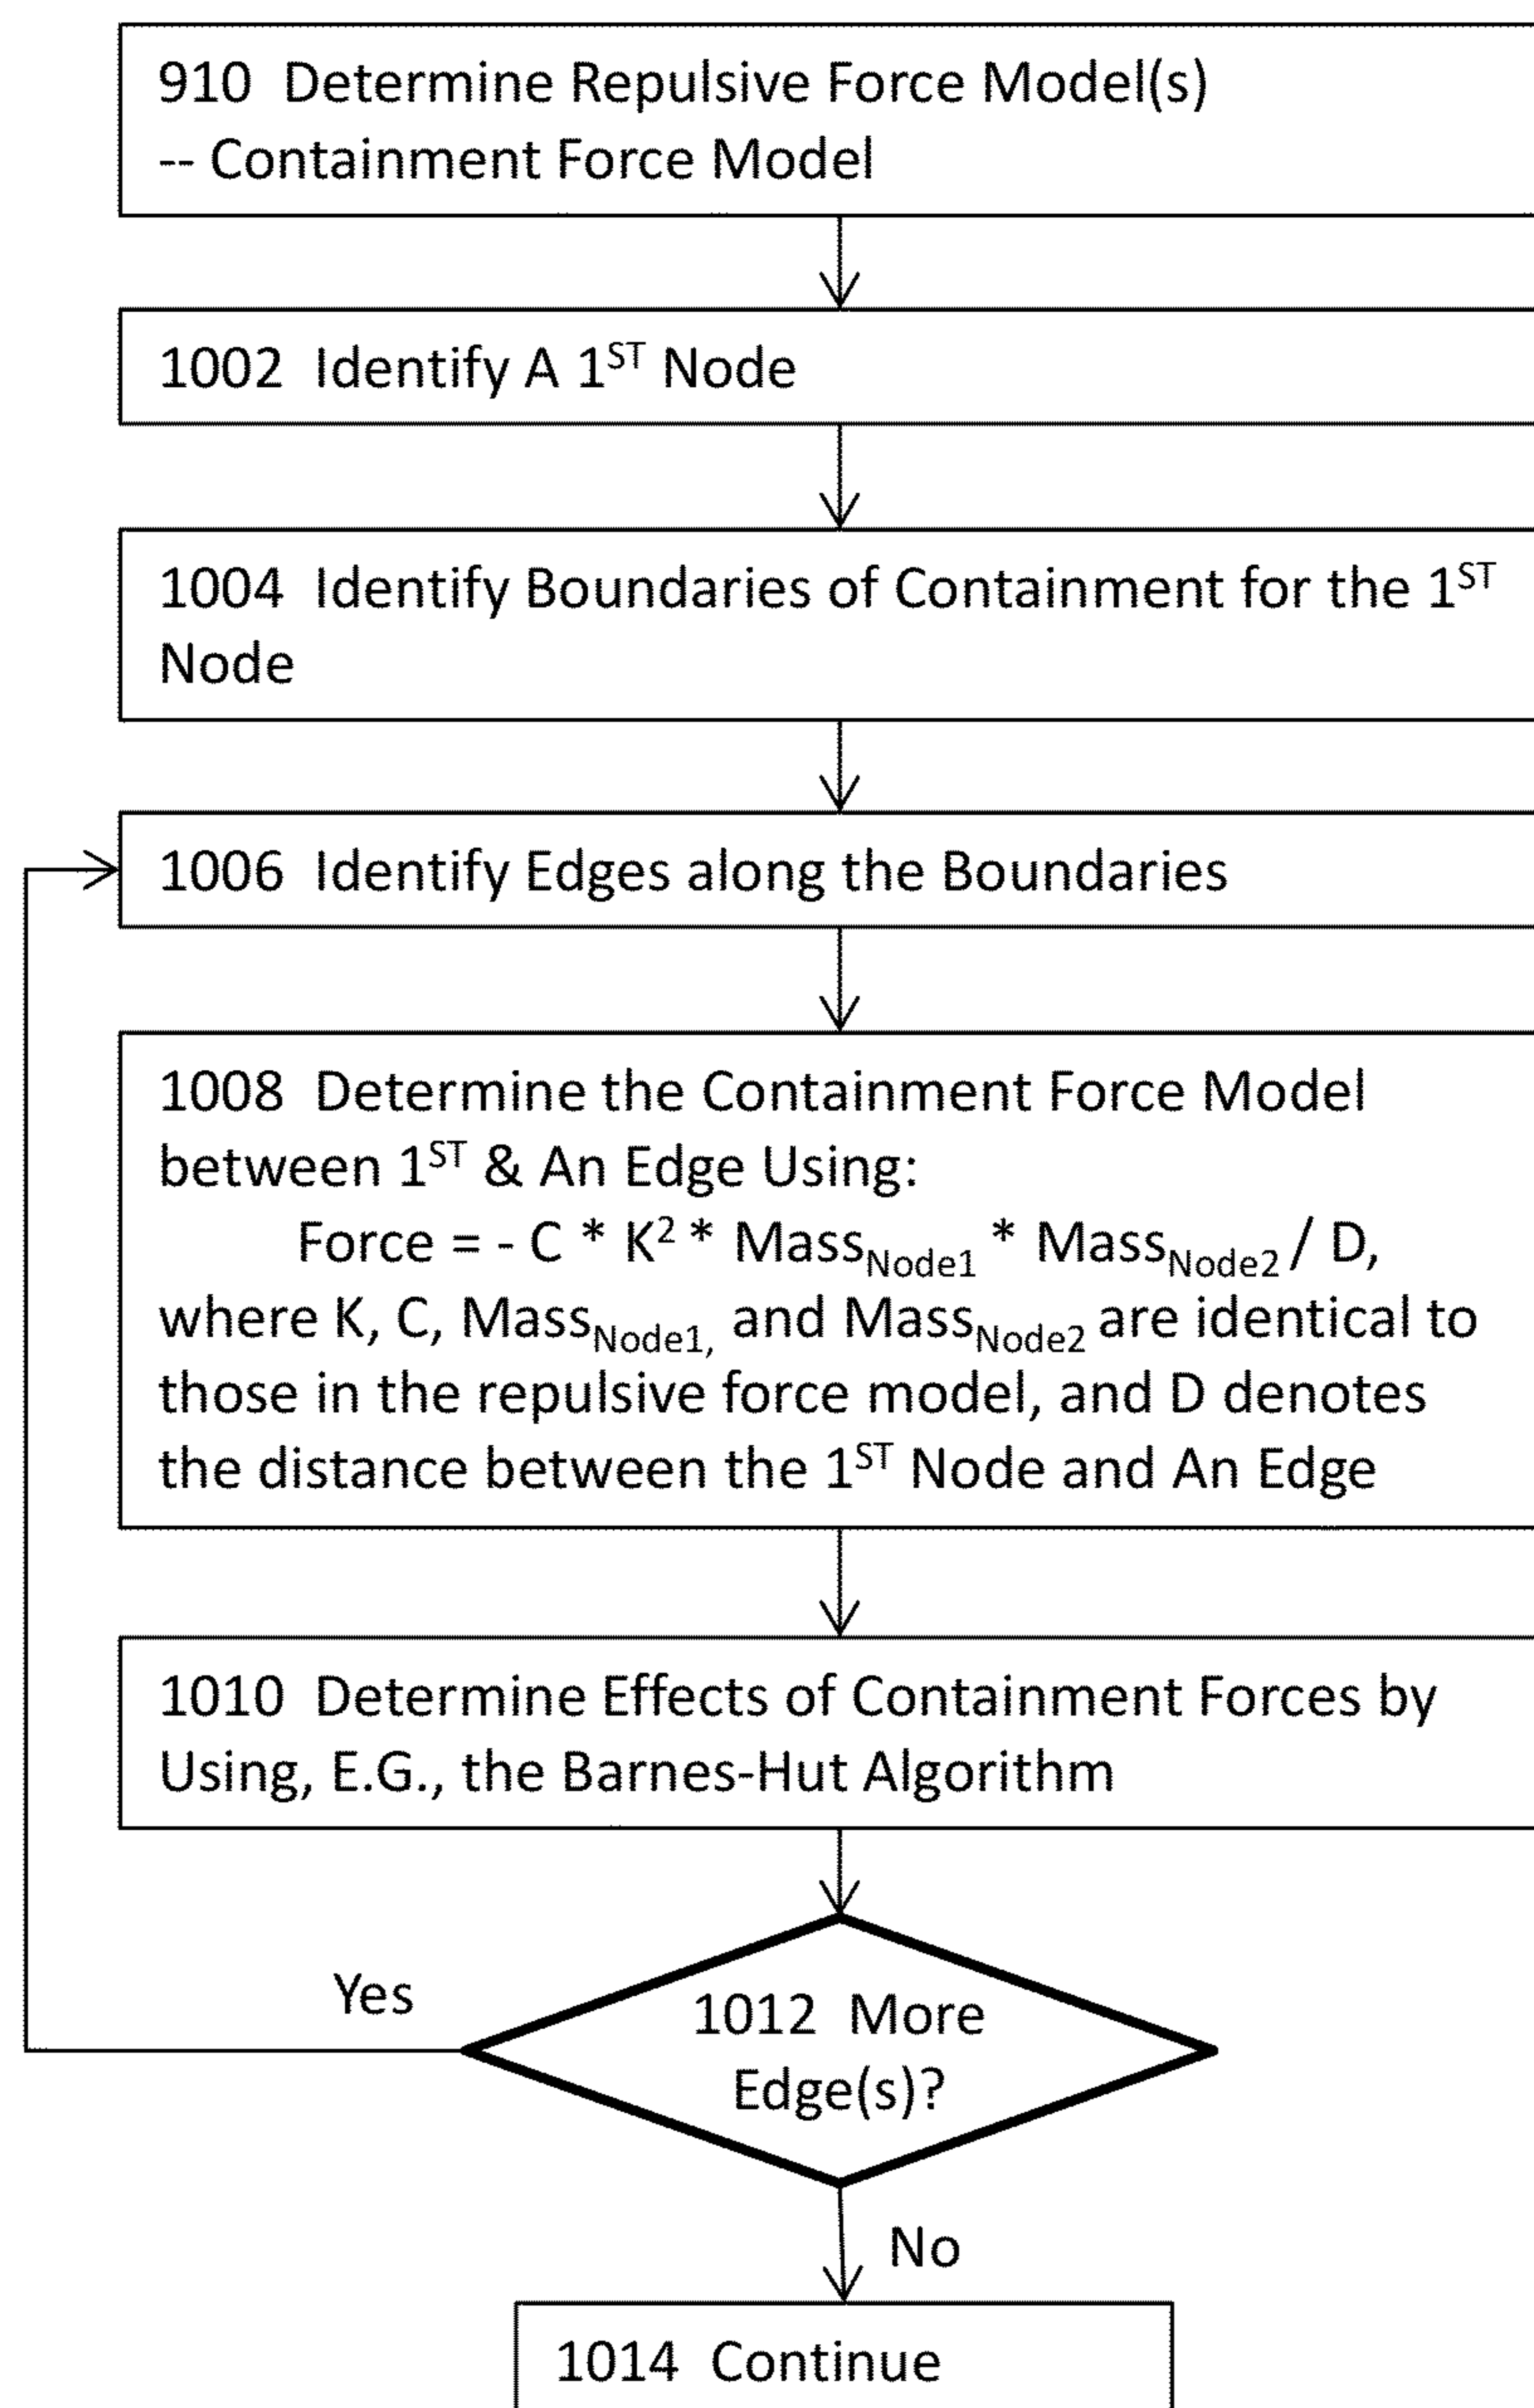 910 Determine Repulsive Force Model(s)
-- Containment Force Model
1002 Identify A 1ST Node
1004 Identify Boundaries of Containment for the 1ST
Node
1006 Identify Edges along the Boundaries
1008 Determine the Containment Force Model
between 1ST & An Edge Using:
Force = - C * K2 * MassNode1 * MassNode2 / D,
where K, C, MassNode1, and MassNode2 are identical to
those in the repulsive force model, and D denotes
the distance between the 1ST Node and An Edge
1010 Determine Effects of Containment Forces by
Using, E.G., the Barnes-Hut Algorithm
Yes
1012 More
Edge(s)?
No
1014 Continue